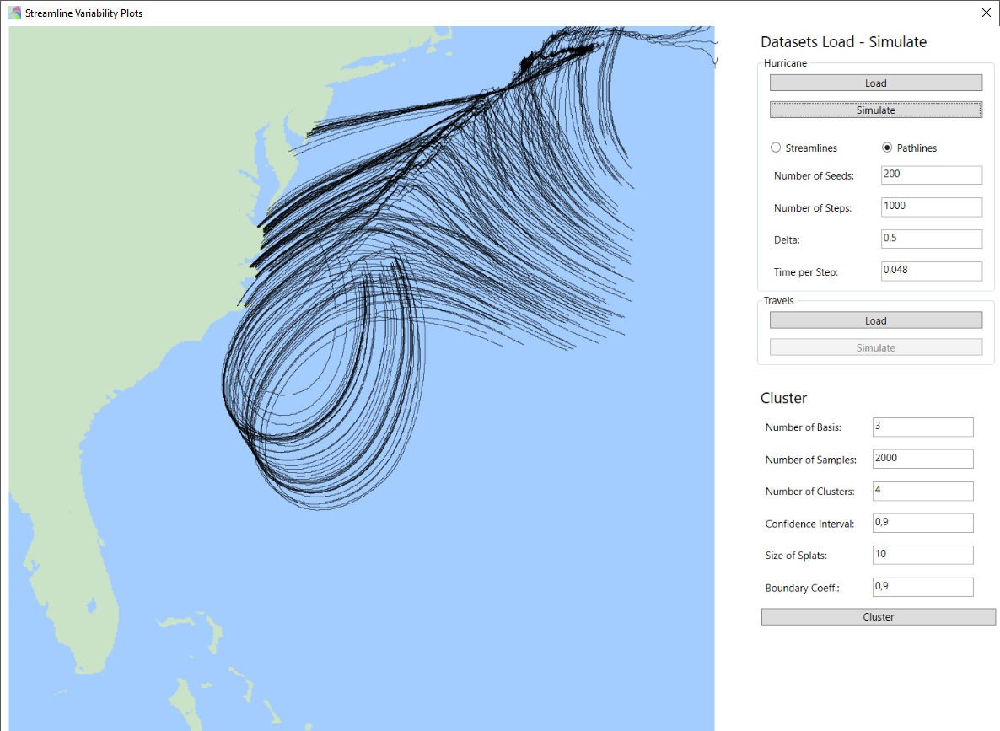 Streamline Variability Plots
Datasets Load - Simulate
Hurricane
Load
Simulate
Streamlines Pathlines
Number of Seeds: 200
Number of Steps: 1000
Delta: 0,5
Time per Step: 0,048
Travels
Load
Simulate
Cluster
Number of Basis: 3
Number of Samples: 2000
Number of Clusters: 4
Confidence Interval: 0,9
Size of Splats: 10
Boundary Coeff.: 0,9
Cluster